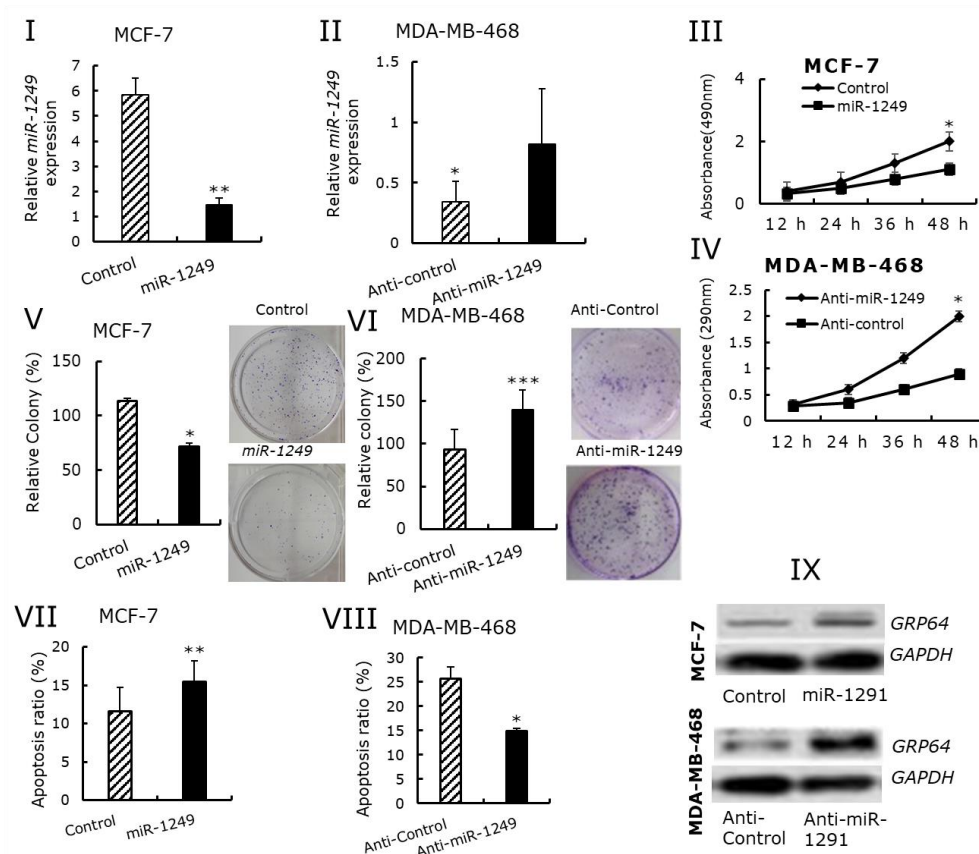 I
MCF-7
Relative miR-1249
expression
7
6
5
4
3
2
1
0
**
Control
miR-1249
II
MDA-MB-468
Relative miR-1249
expression
1.5
1
0.5
0
*
Anti-control
Anti-miR-1249
III
MCF-7
Control
miR-1249
Absorbance(490nm)
4
2
0
*
12 h 24 h 36 h 48 h
IV
MDA-MB-468
Anti-miR-1249
Anti-control
Absorbance (290nm)
2.5
2
1.5
1
0.5
0
*
12 h 24 h 36 h 48 h
V
MCF-7
Relative Colony (%)
150
100
50
0
*
Control
miR-1249
Control
miR-1249
VI
MDA-MB-468
Relative colony (%)
200
150
100
50
0
***
Anti-control
Anti-miR-1249
Anti-Control
Anti-miR-1249
VII
MCF-7
Apoptosis ratio (%)
20
15
10
5
0
**
Control
miR-1249
VIII
MDA-MB-468
Apoptosis ratio (%)
30
25
20
15
10
5
0
*
Anti-Control
Anti-miR-1249
IX
MCF-7
GRP64
GAPDH
Control miR-1291
MDA-MB-468
GRP64
GAPDH
Anti-
Control
Anti-miR-
1291